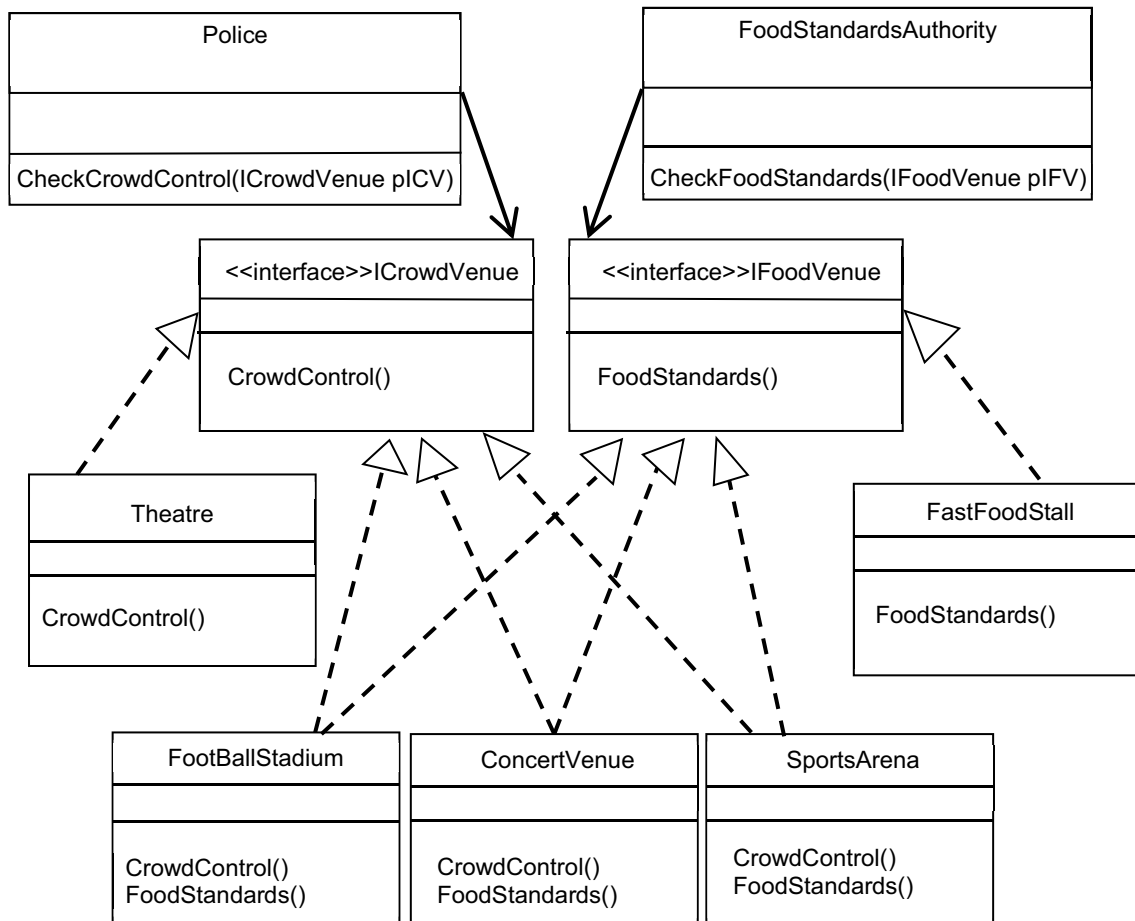 Police
CheckCrowdControl(ICrowdVenue pICV)
FoodStandardsAuthority
CheckFoodStandards(IFoodVenue pIFV)
<<interface>>ICrowdVenue
CrowdControl()
<<interface>>IFoodVenue
FoodStandards()
Theatre
CrowdControl()
FastFoodStall
FoodStandards()
FootBallStadium
CrowdControl()
FoodStandards()
ConcertVenue
CrowdControl()
FoodStandards()
SportsArena
CrowdControl()
FoodStandards()